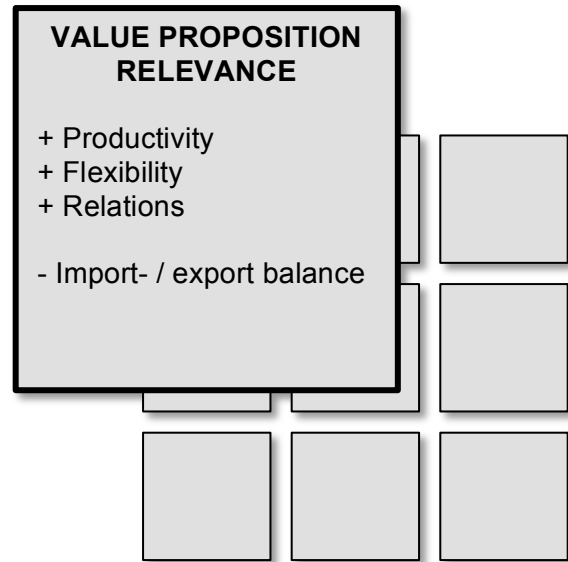 VALUE PROPOSITION
RELEVANCE
+ Productivity
+ Flexibility
+ Relations
- Import- / export balance